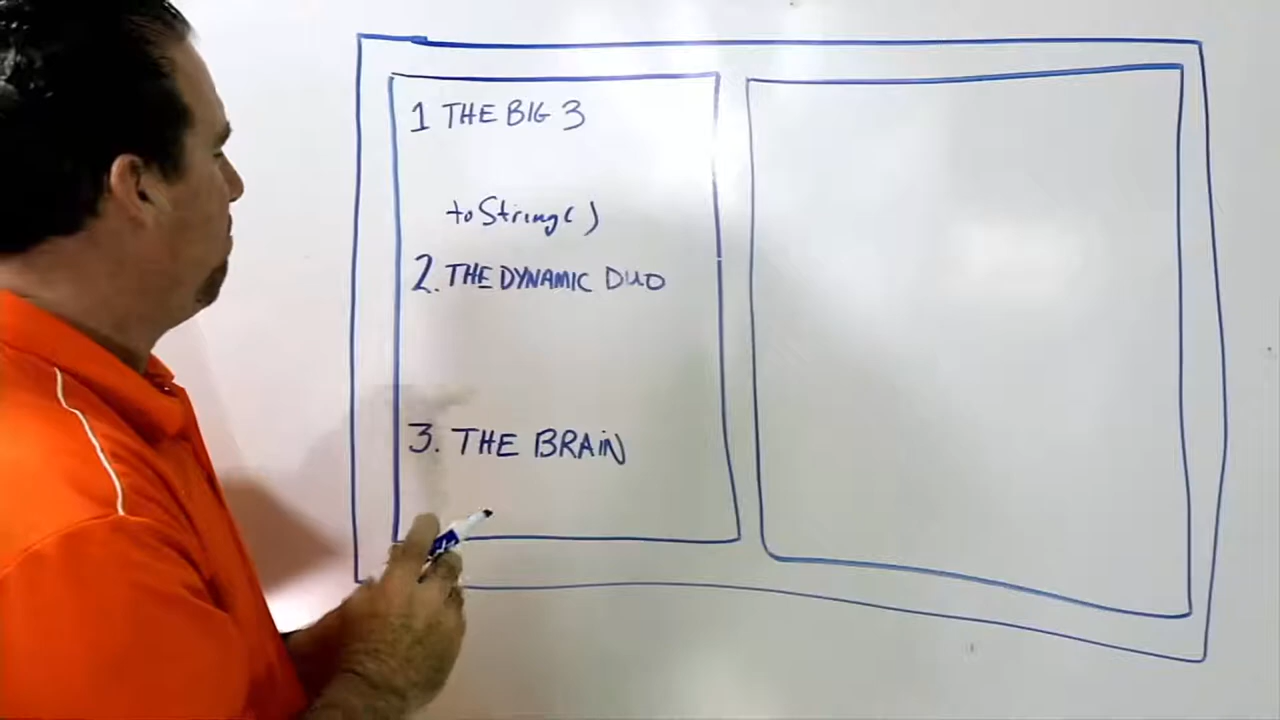 1 THE BIG 3
toString()
2. THE DYNAMIC DUO
3. THE BRAiN